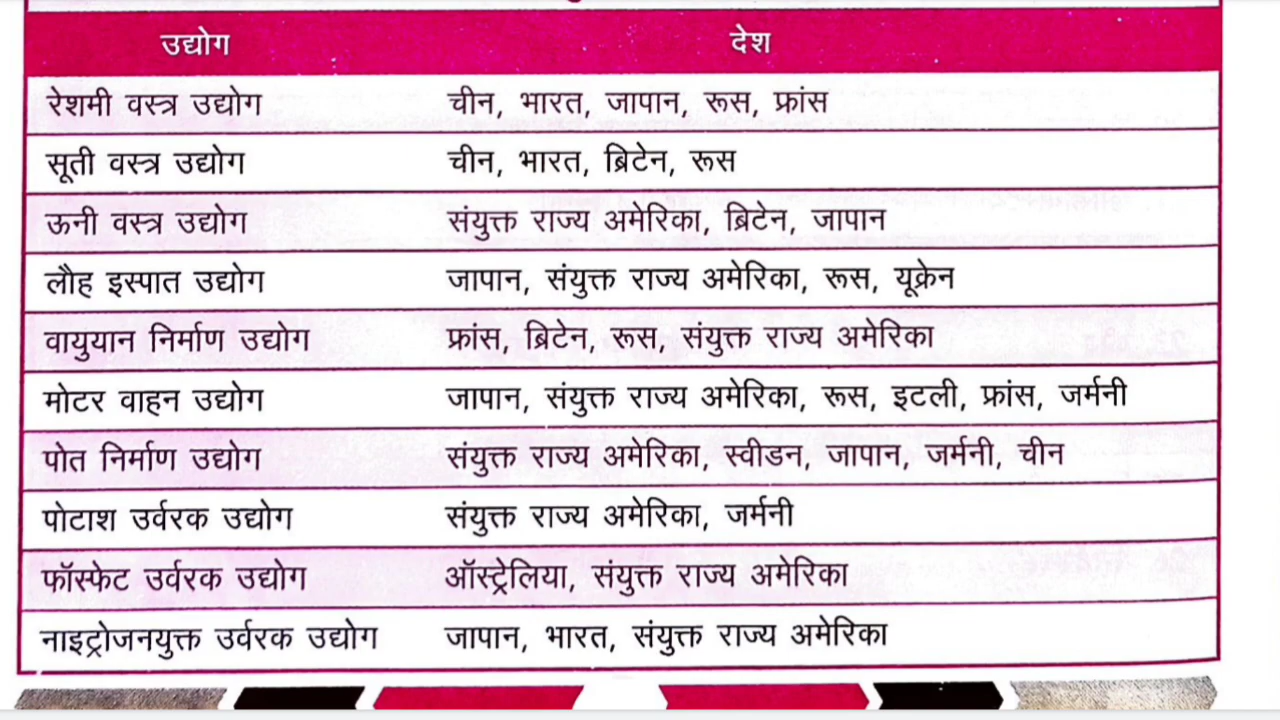 उद्योग देश
रेशमी वस्त्र उद्योग चीन, भारत, जापान, रूस, फ्रांस
सूती वस्त्र उद्योग चीन, भारत, ब्रिटेन, रूस
ऊनी वस्त्र उद्योग संयुक्त राज्य अमेरिका, ब्रिटेन, जापान
लौह इस्पात उद्योग जापान, संयुक्त राज्य अमेरिका, रूस, यूक्रेन
वायुयान निर्माण उद्योग फ्रांस, ब्रिटेन, रूस, संयुक्त राज्य अमेरिका
मोटर वाहन उद्योग जापान, संयुक्त राज्य अमेरिका, रूस, इटली, फ्रांस, जर्मनी
पोत निर्माण उद्योग संयुक्त राज्य अमेरिका, स्वीडन, जापान, जर्मनी, चीन
पोटाश उर्वरक उद्योग संयुक्त राज्य अमेरिका, जर्मनी
फॉस्फेट उर्वरक उद्योग ऑस्ट्रेलिया, संयुक्त राज्य अमेरिका
नाइट्रोजनयुक्त उर्वरक उद्योग जापान, भारत, संयुक्त राज्य अमेरिका